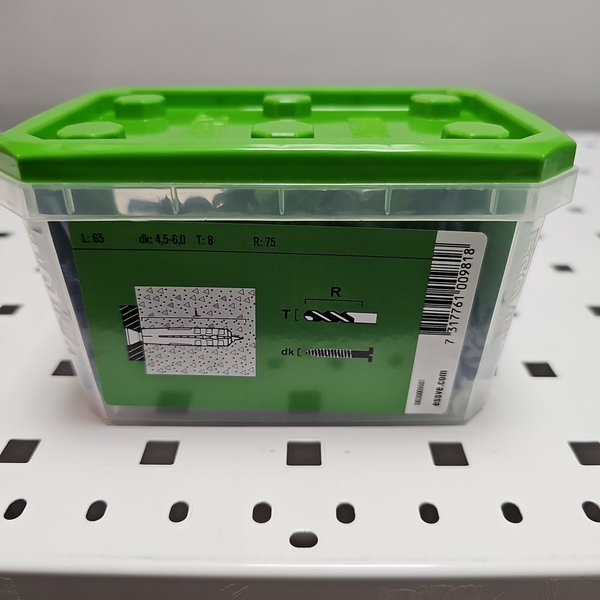 L: 65 dk: 4,5-6,0 T: 8 R: 75
L
R
T
dk
7 317761 009818
essve.com